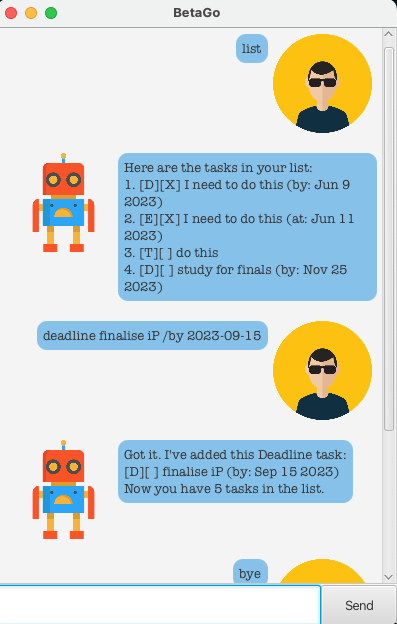 BetaGo
list
Here are the tasks in your list:
1. [D][X] I need to do this (by: Jun 9
2023)
2. [E][X] I need to do this (at: Jun 11
2023)
3. [T][ ] do this
4. [D][ ] study for finals (by: Nov 25
2023)
deadline finalise iP /by 2023-09-15
Got it. I've added this Deadline task:
[D][ ] finalise iP (by: Sep 15 2023)
Now you have 5 tasks in the list.
bye
Send